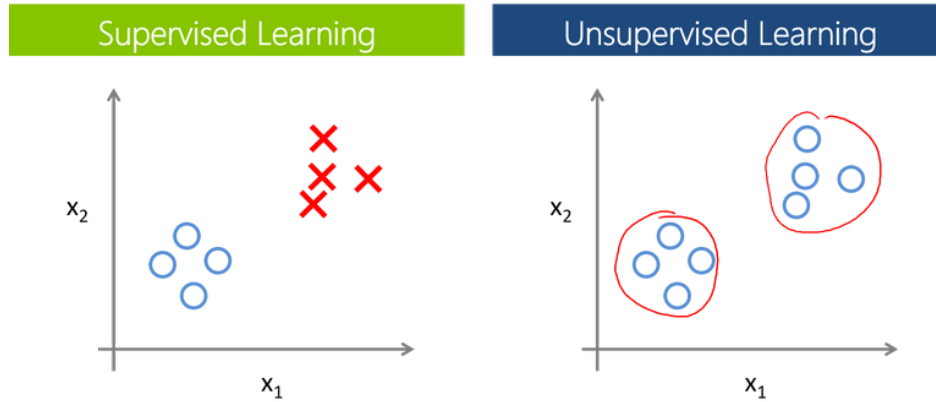 Supervised Learning
x2
x1
Unsupervised Learning
x2
x1